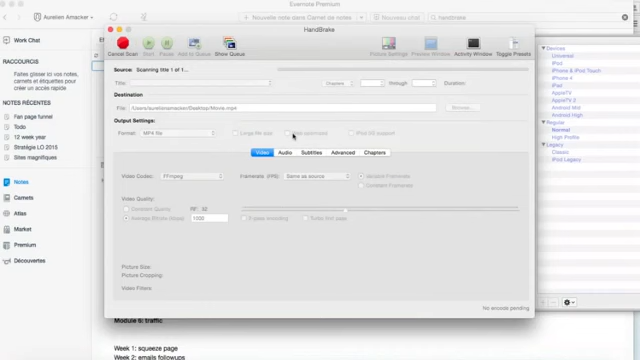 Evernote Premium
Aurelien Amacker
Nouvelle note dans Carnet de notes
Nouveau chat
handbrake
Work Chat
RACCOURCIS
Faites glisser ici vos notes,
carnets et étiquettes pour
créer un accès rapide
NOTES RÉCENTES
Fan page funnel
Todo
12 week year
Stratégie LO 2015
Sites magnifiques
Notes
Carnets
Atlas
Market
Premium
Découvertes
HandBrake
Cancel Scan
Start
Pause
Add to Queue
Show Queue
Picture Settings
Preview Window
Activity Window
Toggle Presets
Source: Scanning title 1 of 1...
Title:
Chapters
through
Duration:
Destination
File: /Users/aurelienamacker/Desktop/Movie.mp4
Browse...
Output Settings:
Format: MP4 file
Large file size
Web optimized
iPod 5G support
Video
Audio
Subtitles
Advanced
Chapters
Video Codec: FFmpeg
Framerate (FPS): Same as source
Variable Framerate
Constant Framerate
Video Quality:
Constant Quality
Average Bitrate (kbps): 1500
2-pass encoding
Turbo first pass
Picture Size:
Picture Cropping:
Video Filters:
No encode pending
Devices
Universal
iPod
iPhone & iPod Touch
iPad
AppleTV
AppleTV 2
Android Mid
Android High
Regular
Normal
High Profile
Legacy
Classic
iPod Legacy
Module 6: traffic
Week 1: squeeze page
Week 2: emails followups